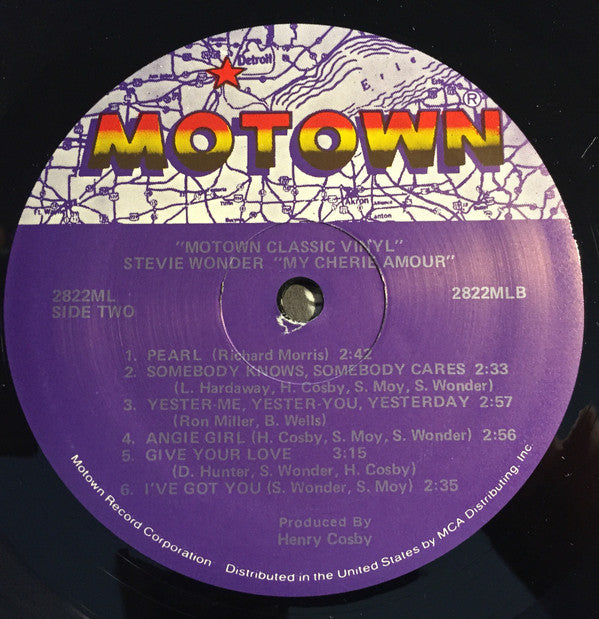 Detroit
Erie
MOTOWN®
Akron
Canton
"MOTOWN CLASSIC VINYL"
STEVIE WONDER "MY CHERIE AMOUR"
2822ML
SIDE TWO
2822MLB
1. PEARL (Richard Morris) 2:42
2. SOMEBODY KNOWS, SOMEBODY CARES 2:33
(L. Hardaway, H. Cosby, S. Moy, S. Wonder)
3. YESTER-ME, YESTER-YOU, YESTERDAY 2:57
(Ron Miller, B. Wells)
4. ANGIE GIRL (H. Cosby, S. Moy, S. Wonder) 2:56
5. GIVE YOUR LOVE 3:15
(D. Hunter, S. Wonder, H. Cosby)
6. I'VE GOT YOU (S. Wonder, S. Moy) 2:35
Produced By
Henry Cosby
Motown Record Corporation
Distributed in the United States by MCA Distributing, Inc.